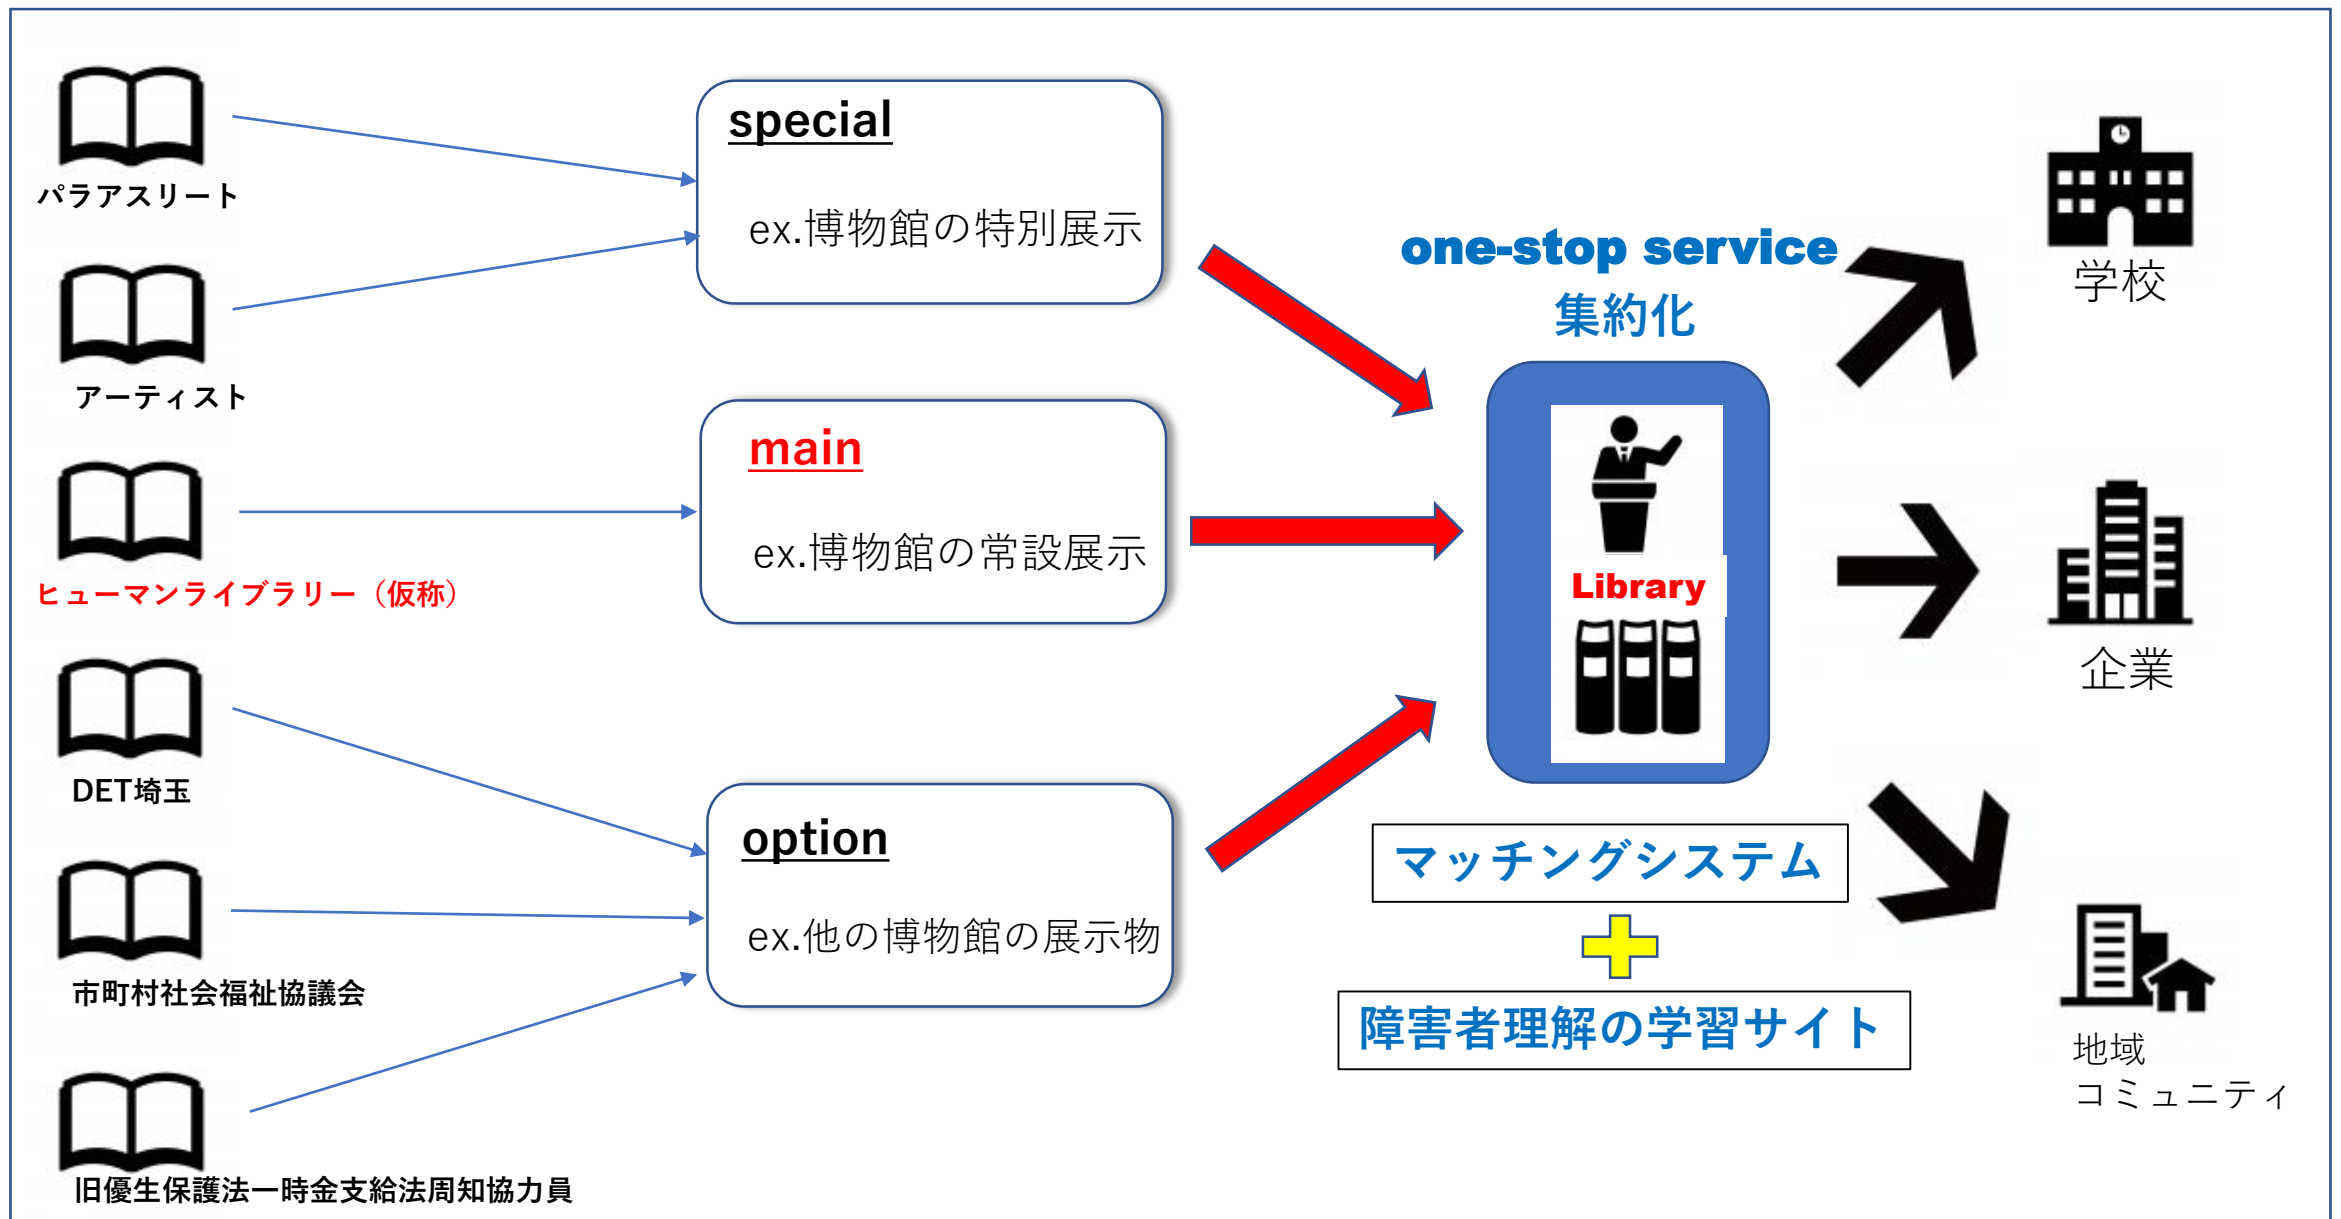 パラアスリート
アーティスト
ヒューマンライブラリー（仮称）
DET埼玉
市町村社会福祉協議会
旧優生保護法一時金支給法周知協力員
special
ex.博物館の特別展示
main
ex.博物館の常設展示
option
ex.他の博物館の展示物
one-stop service
集約化
Library
マッチングシステム
障害者理解の学習サイト
学校
企業
地域
コミュニティ